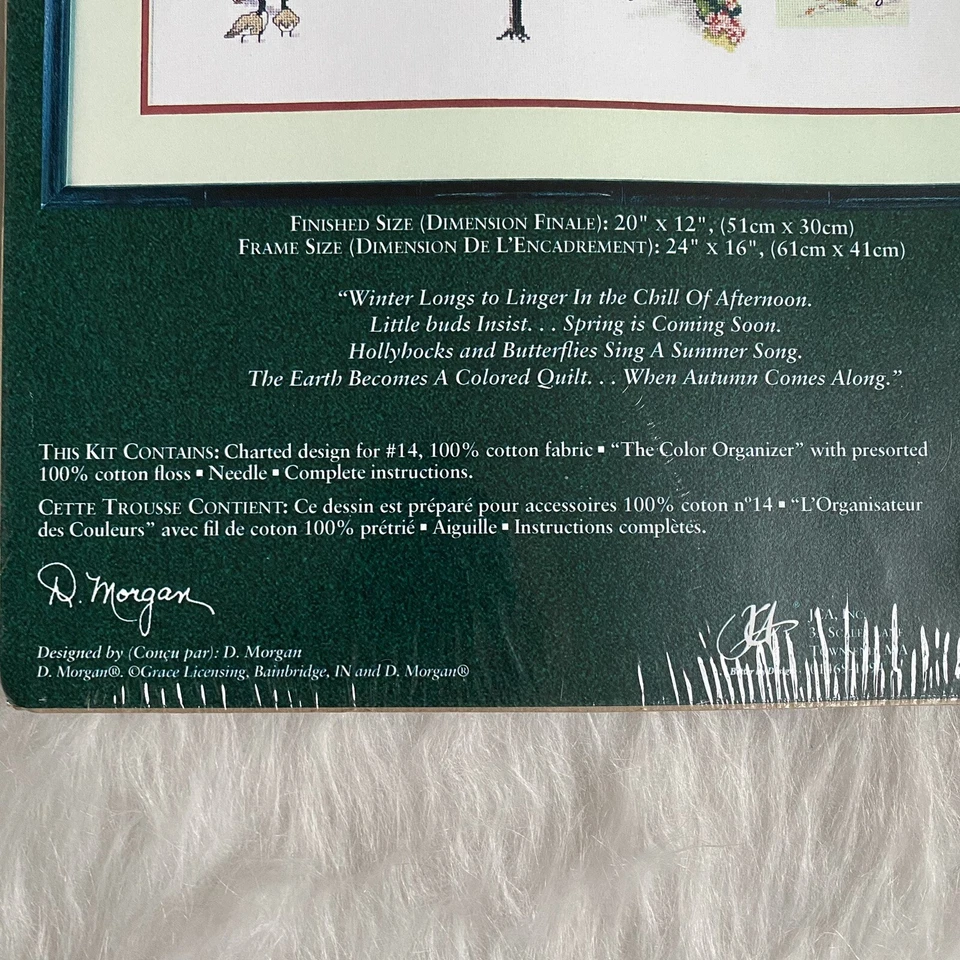 FINISHED SIZE (DIMENSION FINALE): 20" x 12", (51cm x 30cm)
FRAME SIZE (DIMENSION DE L'ENCADREMENT): 24" x 16", (61cm x 41cm)
“Winter Longs to Linger In the Chill Of Afternoon.
Little buds Insist. . . Spring is Coming Soon.
Hollyhocks and Butterflies Sing A Summer Song.
The Earth Becomes A Colored Quilt. . . When Autumn Comes Along.”
THIS KIT CONTAINS: Charted design for #14, 100% cotton fabric ▪ “The Color Organizer” with presorted
100% cotton floss ▪ Needle ▪ Complete instructions.
CETTE TROUSSE CONTIENT: Ce dessin est préparé pour accessoires 100% coton nº14 ▪ “L'Organisateur
des Couleurs” avec fil de coton 100% prétrié ▪ Aiguille ▪ Instructions complètes.
D. Morgan
Designed by (Conçu par): D. Morgan
D. Morgan®. ©Grace Licensing, Bainbridge, IN and D. Morgan®